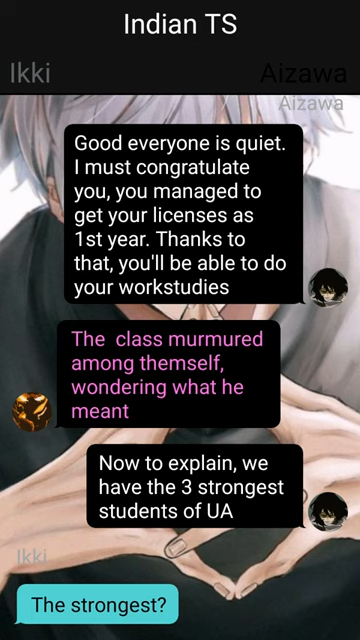 Indian TS
Ikki
Aizawa
Aizawa
Good everyone is quiet.
I must congratulate
you, you managed to
get your licenses as
1st year. Thanks to
that, you'll be able to do
your workstudies
The class murmured
among themself,
wondering what he
meant
Now to explain, we
have the 3 strongest
students of UA
Ikki
The strongest?